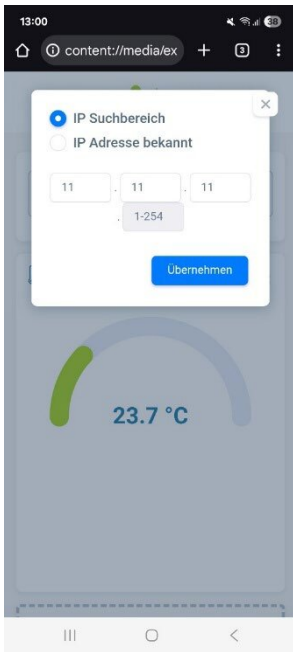 13:00
38
content://media/ex
3
IP Suchbereich
IP Adresse bekannt
11 . 11 . 11
. 1-254
Übernehmen
23.7 °C